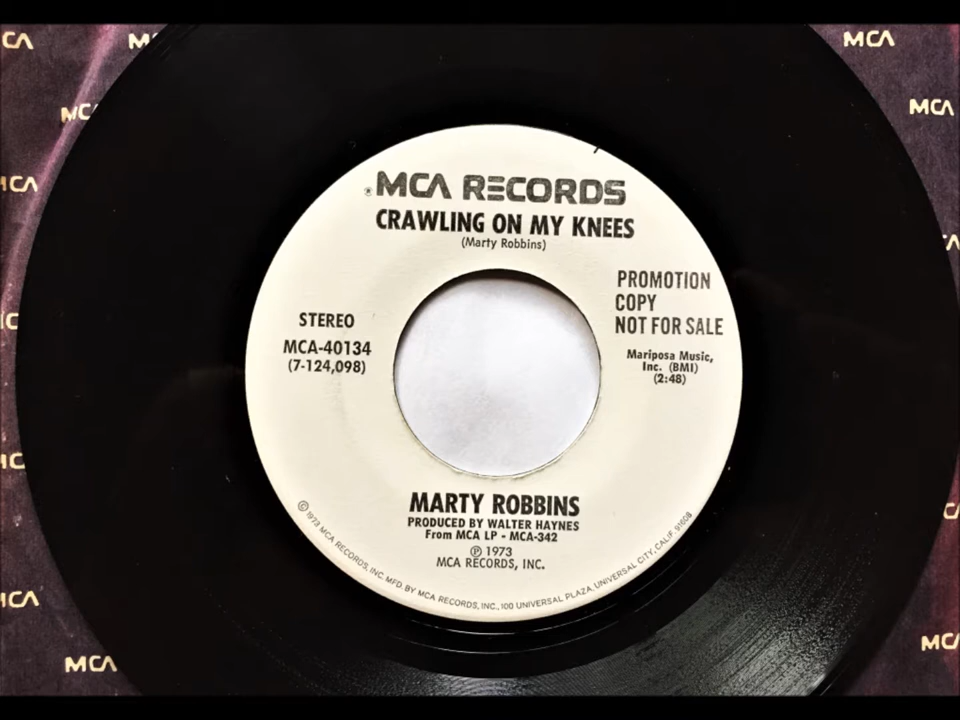 MCA RECORDS
CRAWLING ON MY KNEES
(Marty Robbins)
PROMOTION
COPY
NOT FOR SALE
STEREO
MCA-40134
(7-124,098)
Mariposa Music,
Inc. (BMI)
(2:48)
MARTY ROBBINS
PRODUCED BY WALTER HAYNES
From MCA LP - MCA-342
℗ 1973
MCA RECORDS, INC.
© 1973 MCA RECORDS, INC. MFD. BY MCA RECORDS, INC., 100 UNIVERSAL PLAZA, UNIVERSAL CITY, CALIF. 91608
MCA
MCA
MCA
MCA
MCA
MCA
MCA
MCA